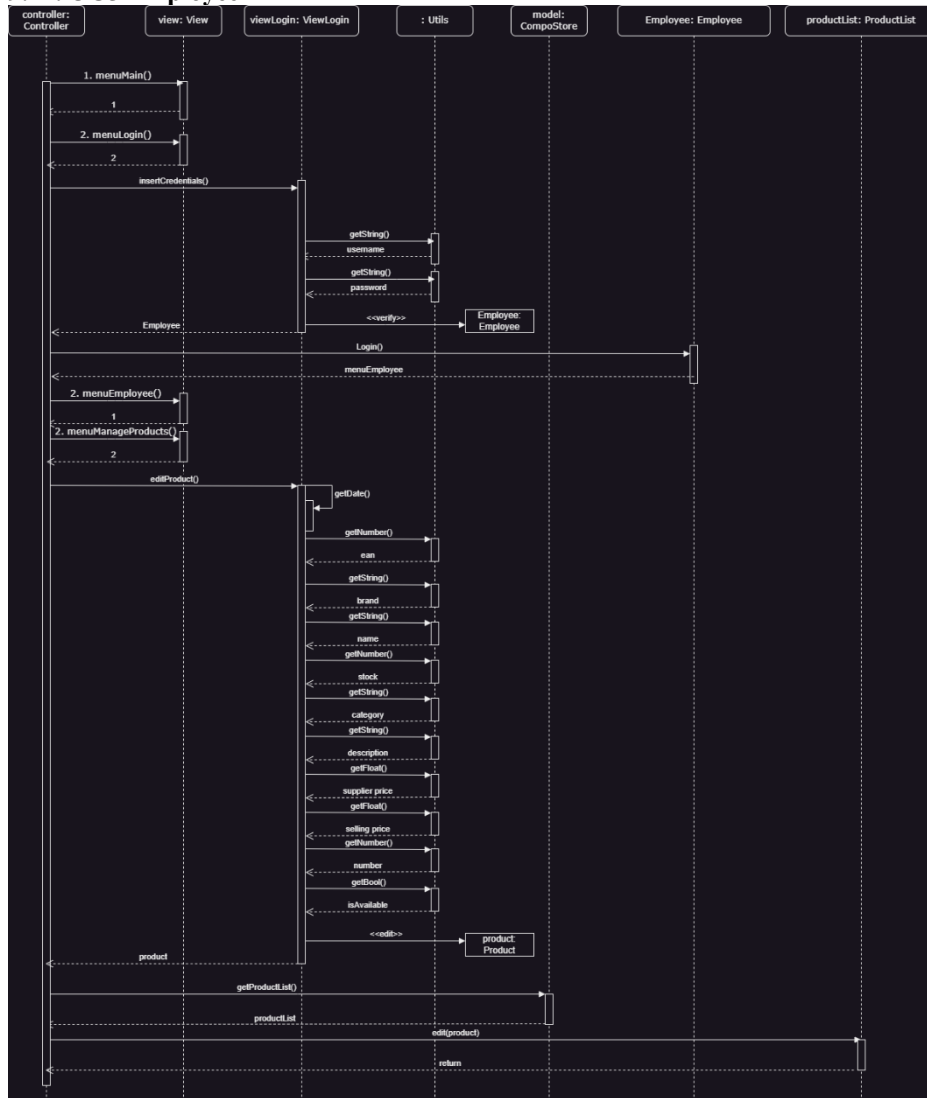 controller:
Controller
view: View
viewLogin: ViewLogin
: Utils
model:
CompoStore
Employee: Employee
productList: ProductList
1. menuMain()
1
2. menuLogin()
2
insertCredentials()
getString()
username
getString()
password
<<verify>>
Employee:
Employee
Employee
Login()
menuEmployee
2. menuEmployee()
1
2. menuManageProducts()
2
editProduct()
getDate()
getNumber()
ean
getString()
brand
getString()
name
getNumber()
stock
getString()
category
getString()
description
getFloat()
supplier price
getFloat()
selling price
getNumber()
number
getBool()
isAvailable
<<edit>>
product:
Product
product
getProductList()
productList
edit(product)
return